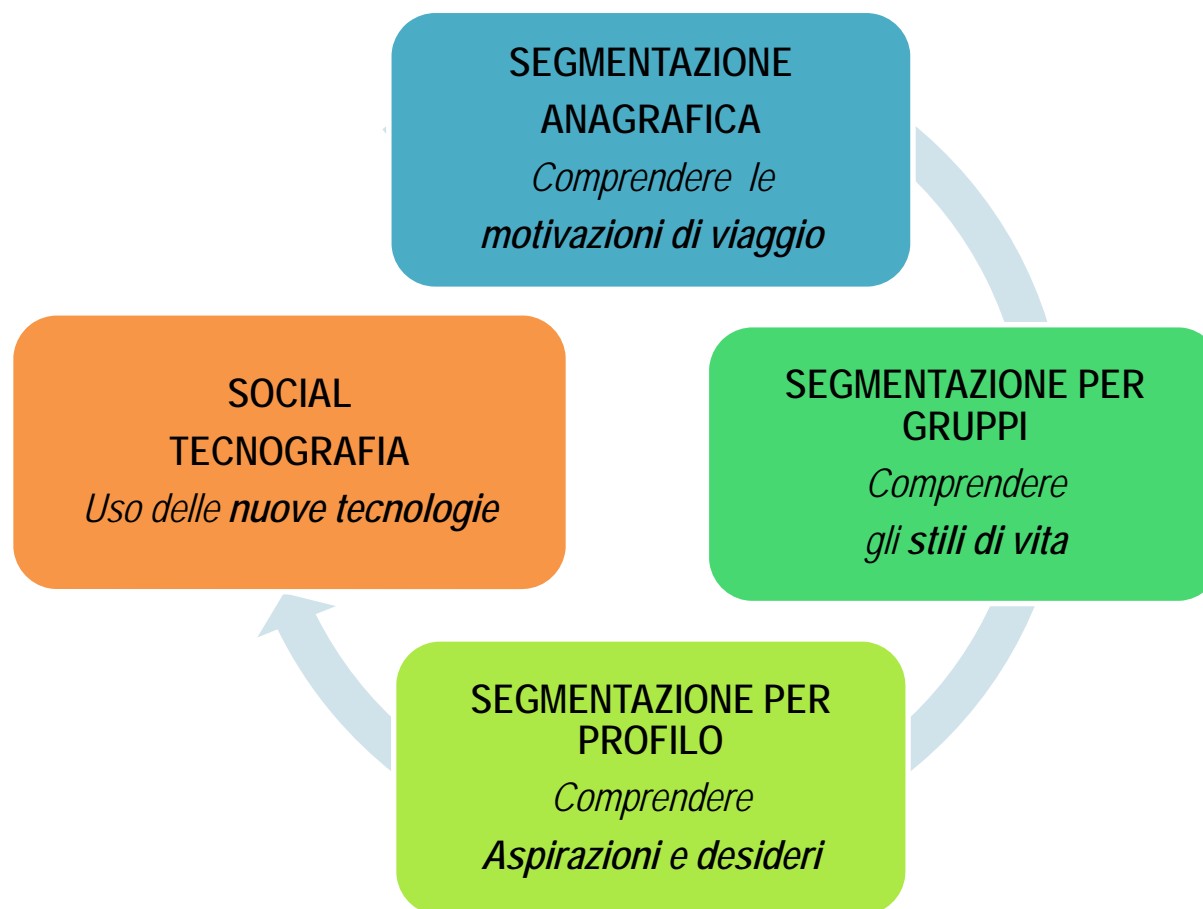 SEGMENTAZIONE
ANAGRAFICA
Comprendere le
motivazioni di viaggio
SEGMENTAZIONE PER
GRUPPI
Comprendere
gli stili di vita
SEGMENTAZIONE PER
PROFILO
Comprendere
Aspirazioni e desideri
SOCIAL
TECNOGRAFIA
Uso delle nuove tecnologie